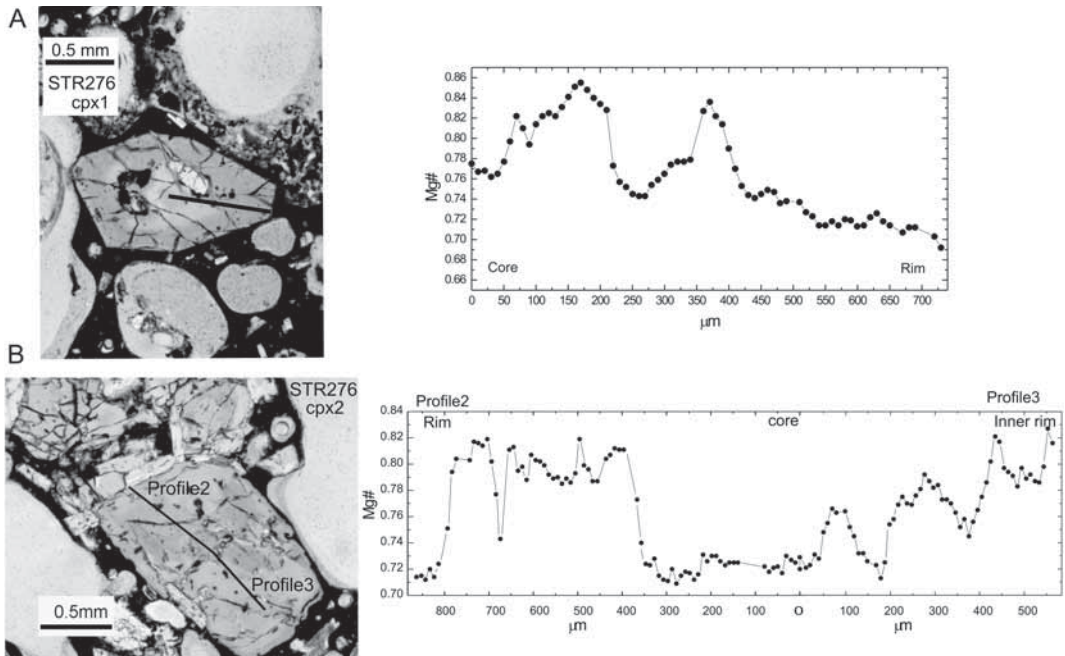 A
0.5 mm
STR276
cpx1
0.86
0.84
0.82
0.80
0.78
0.76
0.74
0.72
0.70
0.68
0.66
Mg#
Core
Rim
0 50 100 150 200 250 300 350 400 450 500 550 600 650 700
μm
B
STR276
cpx2
Profile2
Profile3
0.5mm
Profile2
Profile3
0.84
Rim
core
Inner rim
0.82
0.80
0.78
0.76
0.74
0.72
0.70
Mg#
800 700 600 500 400 300 200 100 O 100 200 300 400 500
μm
μm